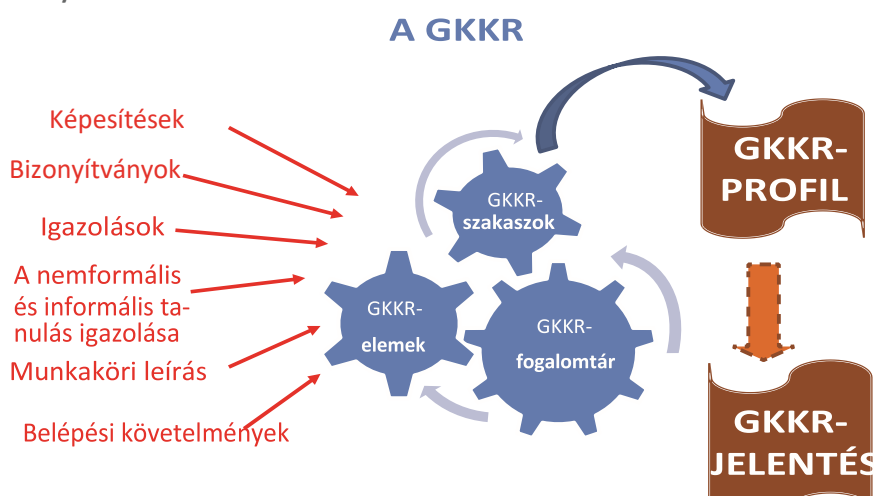 A GKKR
Képesítések
Bizonyítványok
Igazolások
A nemformális
és informális ta-
nulás igazolása
Munkaköri leírás
Belépési követelmények
GKKR-
szakaszok
GKKR-
elemek
GKKR-
fogalomtár
GKKR-
PROFIL
GKKR-
JELENTÉS